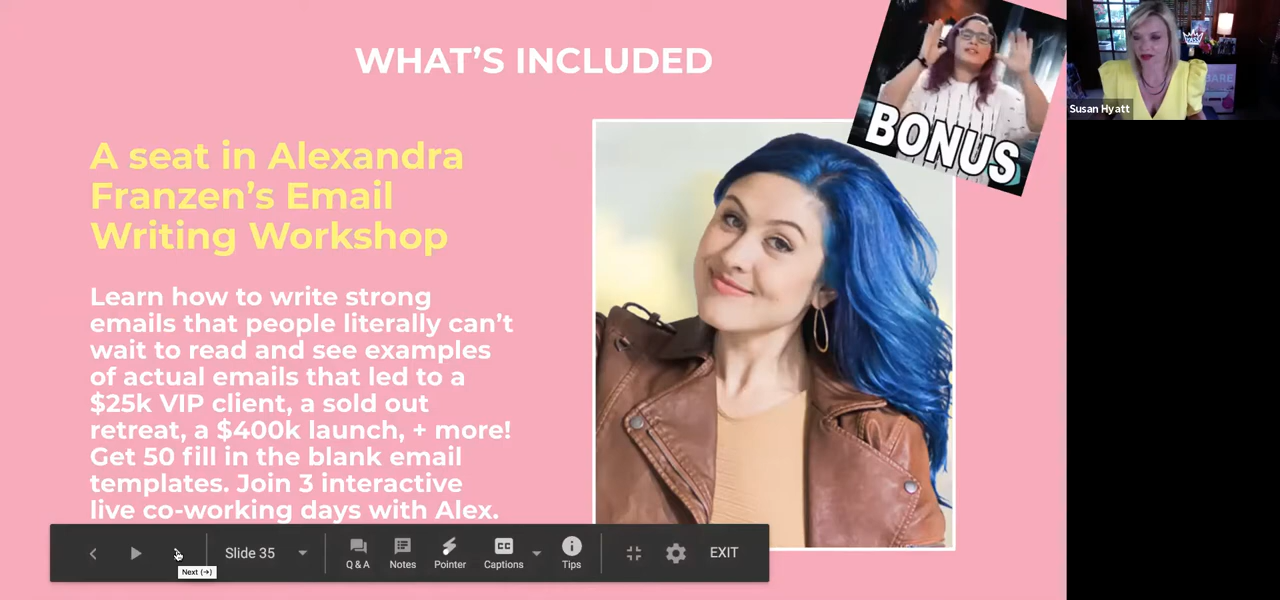 WHAT'S INCLUDED
BONUS
A seat in Alexandra
Franzen's Email
Writing Workshop
Learn how to write strong
emails that people literally can't
wait to read and see examples
of actual emails that led to a
$25k VIP client, a sold out
retreat, a $400k launch, + more!
Get 50 fill in the blank email
templates. Join 3 interactive
live co-working days with Alex.
Slide 35
Q & A
Notes
Pointer
CC
Captions
Tips
EXIT
Next (→)
BARE
Susan Hyatt